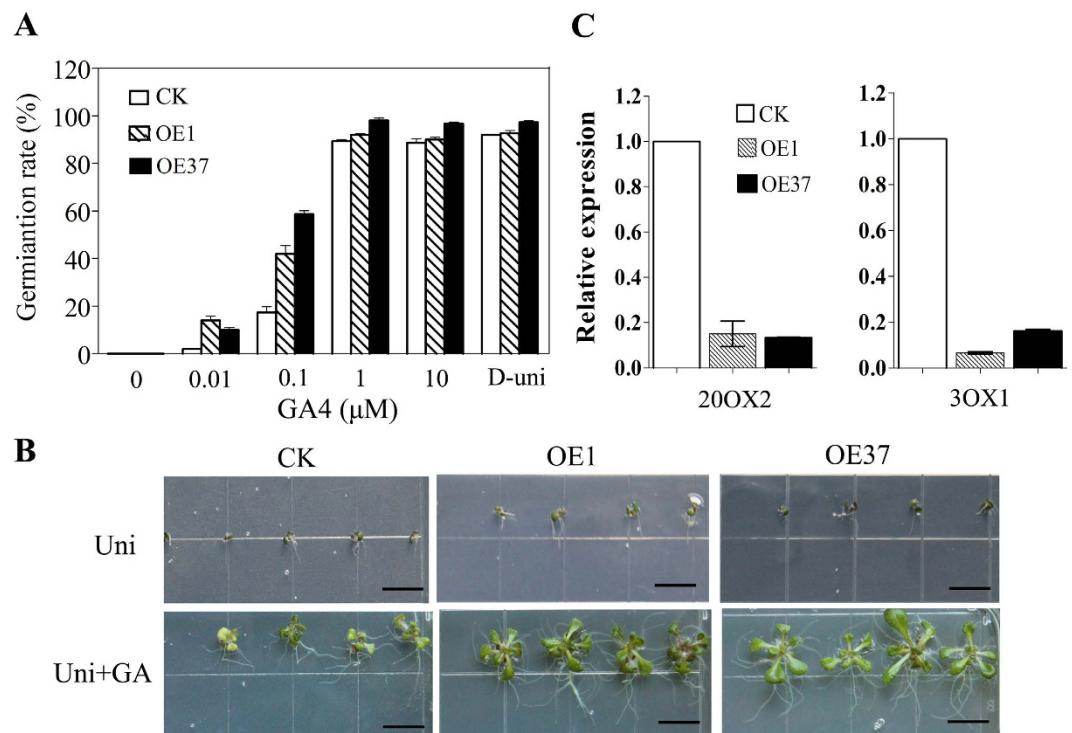 A
120
100
80
60
40
20
0
Germiantion rate (%)
CK
OE1
OE37
0 0.01 0.1 1 10 D-uni
GA4 (μM)
C
1.2
1.0
0.8
0.6
0.4
0.2
0.0
Relative expression
CK
OE1
OE37
20OX2
1.2
1.0
0.8
0.6
0.4
0.2
0.0
3OX1
B
CK OE1 OE37
Uni
Uni+GA